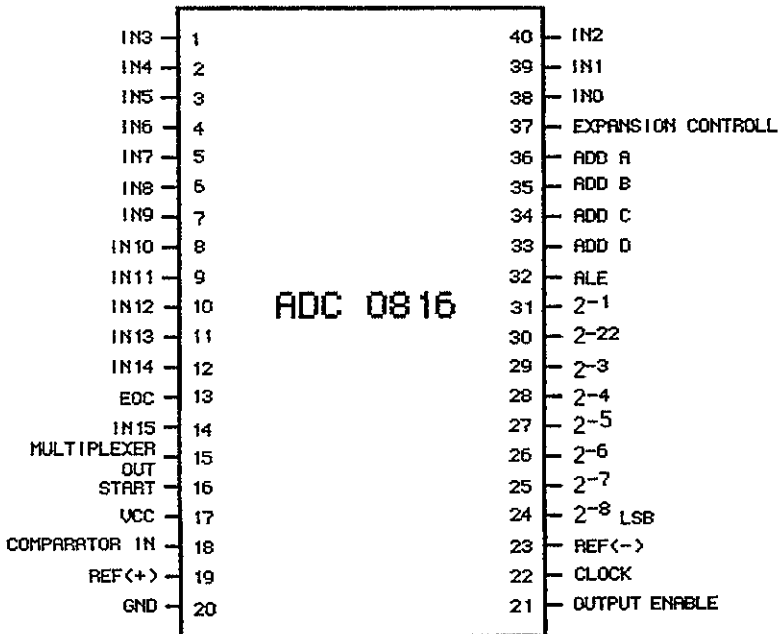 IN3 1
IN4 2
IN5 3
IN6 4
IN7 5
IN8 6
IN9 7
IN10 8
IN11 9
IN12 10
IN13 11
IN14 12
EOC 13
IN15 14
MULTIPLEXER
OUT 15
START 16
VCC 17
COMPARATOR IN 18
REF(+) 19
GND 20
ADC 0816
40 IN2
39 IN1
38 IN0
37 EXPANSION CONTROLL
36 ADD A
35 ADD B
34 ADD C
33 ADD D
32 ALE
31 2-1
30 2-22
29 2-3
28 2-4
27 2-5
26 2-6
25 2-7
24 2-8 LSB
23 REF(-)
22 CLOCK
21 OUTPUT ENABLE